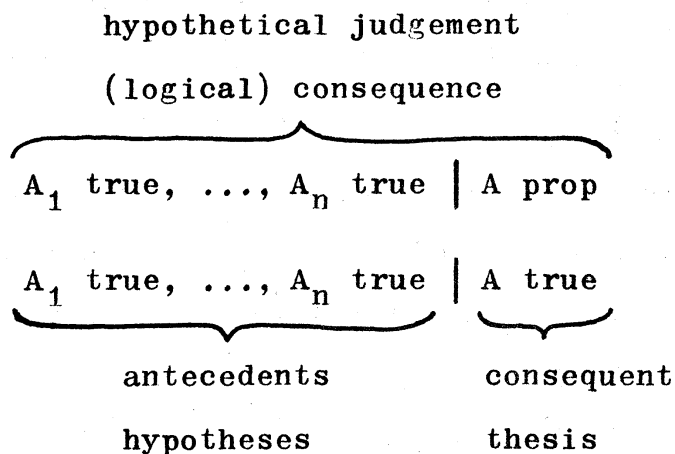 hypothetical judgement
(logical) consequence
A₁ true, ..., Aₙ true | A prop
A₁ true, ..., Aₙ true | A true
antecedents consequent
hypotheses thesis